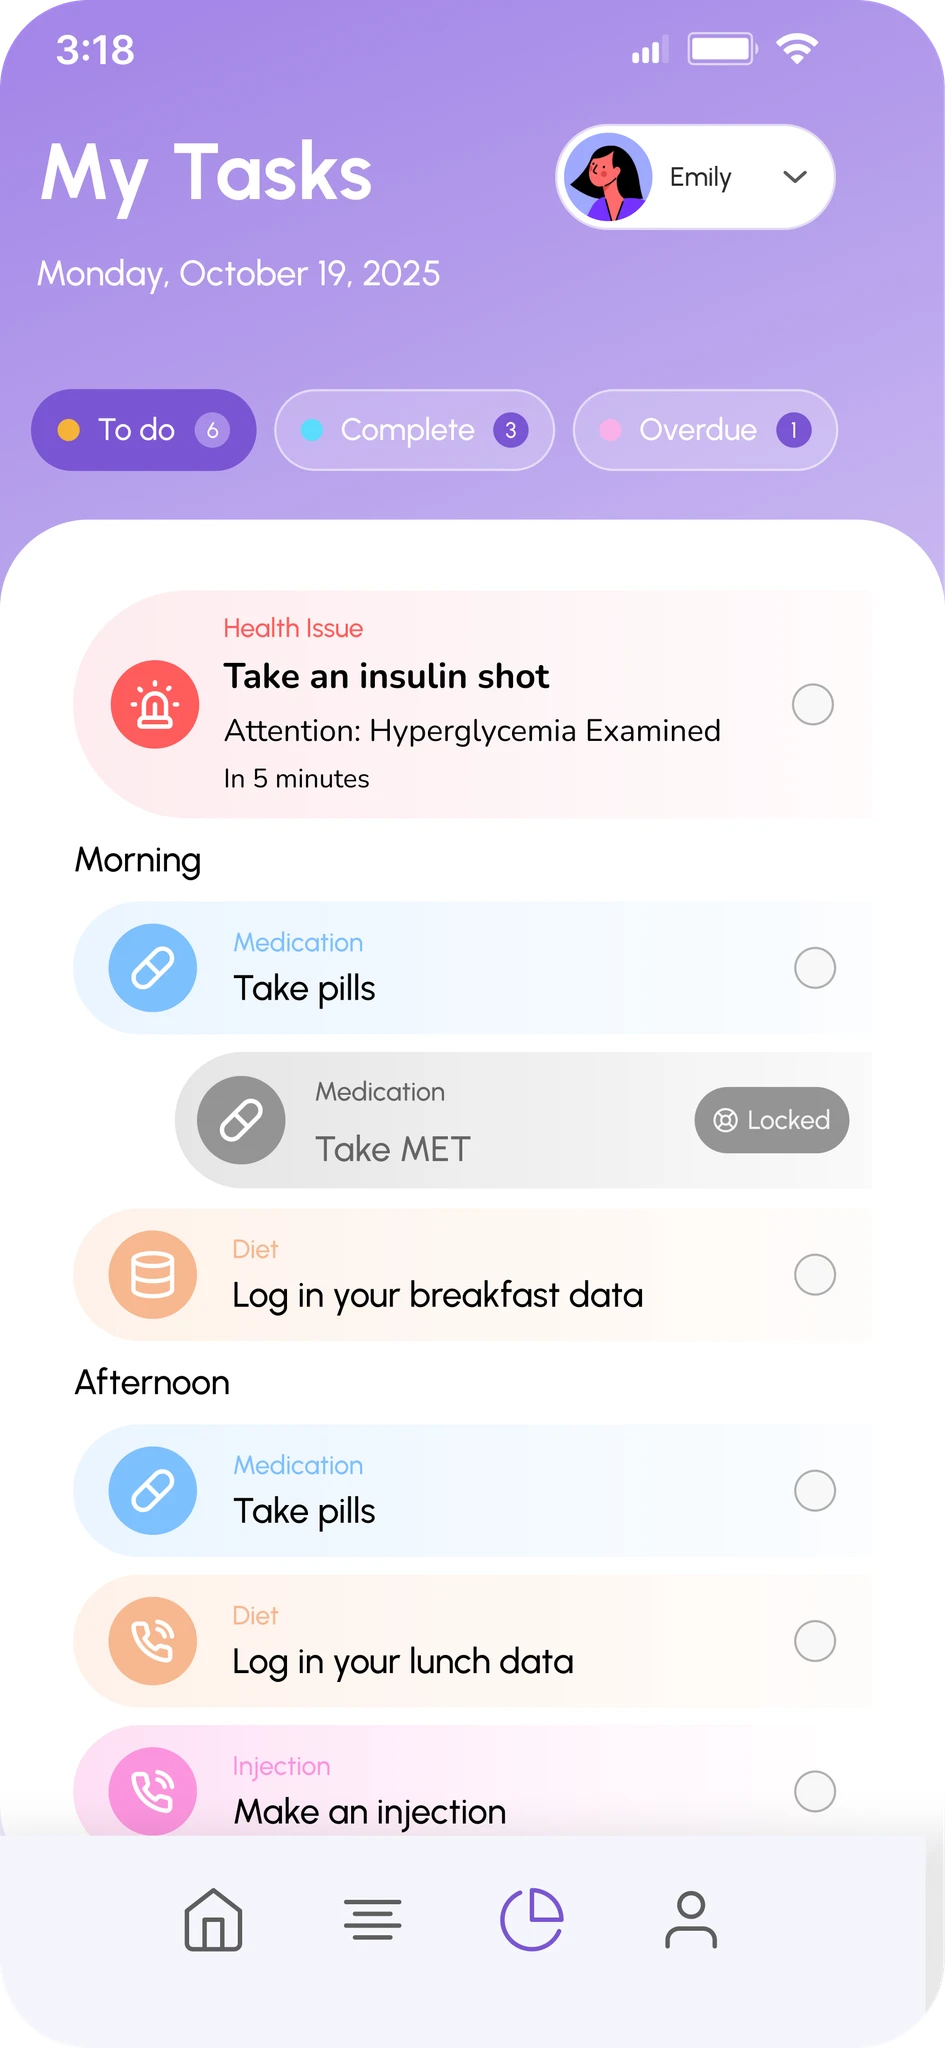 3:18
My Tasks
Emily
Monday, October 19, 2025
To do 6
Complete 3
Overdue 1
Health Issue
Take an insulin shot
Attention: Hyperglycemia Examined
In 5 minutes
Morning
Medication
Take pills
Medication
Take MET
Locked
Diet
Log in your breakfast data
Afternoon
Medication
Take pills
Diet
Log in your lunch data
Injection
Make an injection